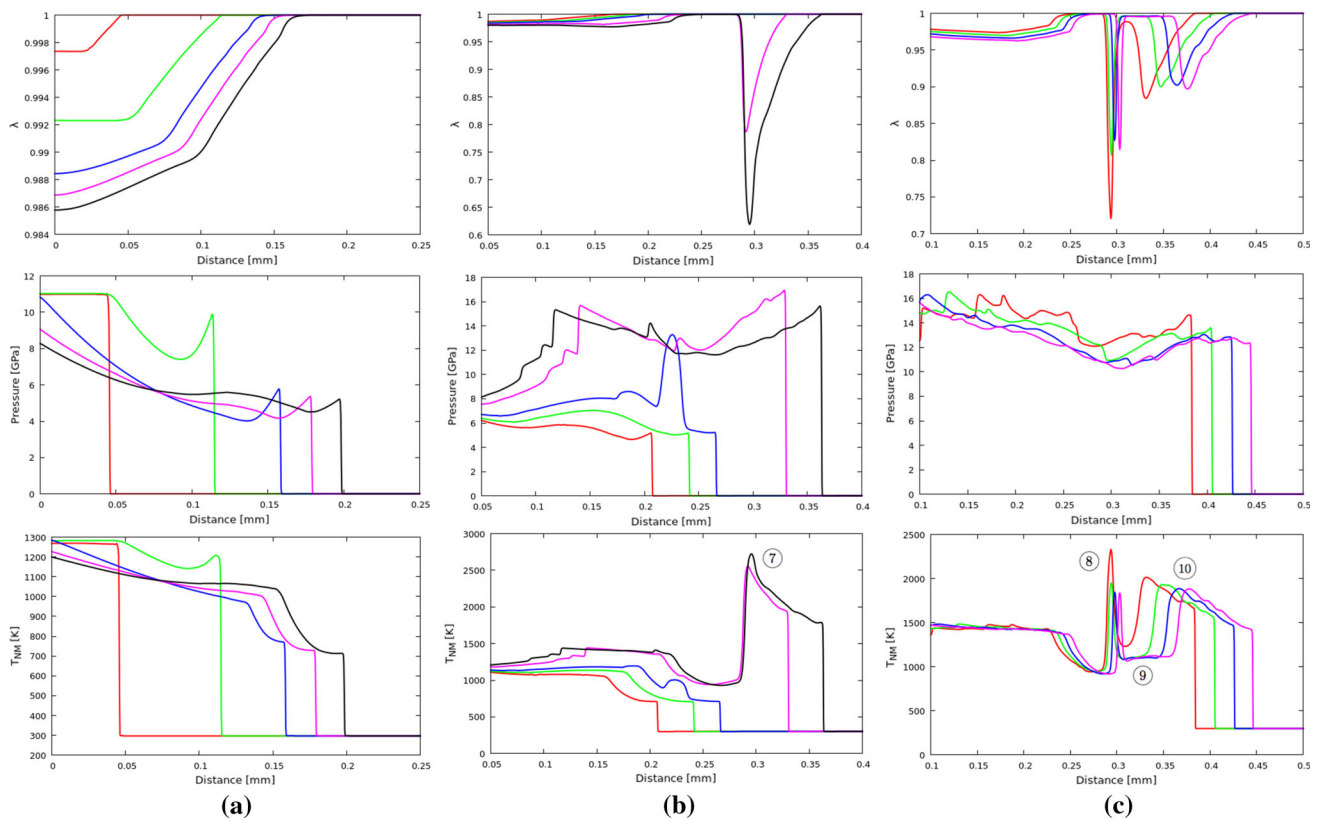 1
0.998
0.996
0.994
0.992
0.99
0.988
0.986
0.984
λ
0 0.05 0.1 0.15 0.2 0.25
Distance [mm]
1
0.95
0.9
0.85
0.8
0.75
0.7
0.65
0.6
λ
0.05 0.1 0.15 0.2 0.25 0.3 0.35 0.4
Distance [mm]
1
0.95
0.9
0.85
0.8
0.75
0.7
λ
0.1 0.15 0.2 0.25 0.3 0.35 0.4 0.45 0.5
Distance [mm]
12
10
8
6
4
2
0
Pressure [GPa]
0 0.05 0.1 0.15 0.2 0.25
Distance [mm]
18
16
14
12
10
8
6
4
2
0
Pressure [GPa]
0.05 0.1 0.15 0.2 0.25 0.3 0.35 0.4
Distance [mm]
18
16
14
12
10
8
6
4
2
0
Pressure [GPa]
0.1 0.15 0.2 0.25 0.3 0.35 0.4 0.45 0.5
Distance [mm]
1300
1200
1100
1000
900
800
700
600
500
400
300
200
T_NM [K]
0 0.05 0.1 0.15 0.2 0.25
Distance [mm]
3000
2500
2000
1500
1000
500
0
T_NM [K]
7
0.05 0.1 0.15 0.2 0.25 0.3 0.35 0.4
Distance [mm]
2500
2000
1500
1000
500
0
T_NM [K]
8
10
9
0.1 0.15 0.2 0.25 0.3 0.35 0.4 0.45 0.5
Distance [mm]
(a) (b) (c)